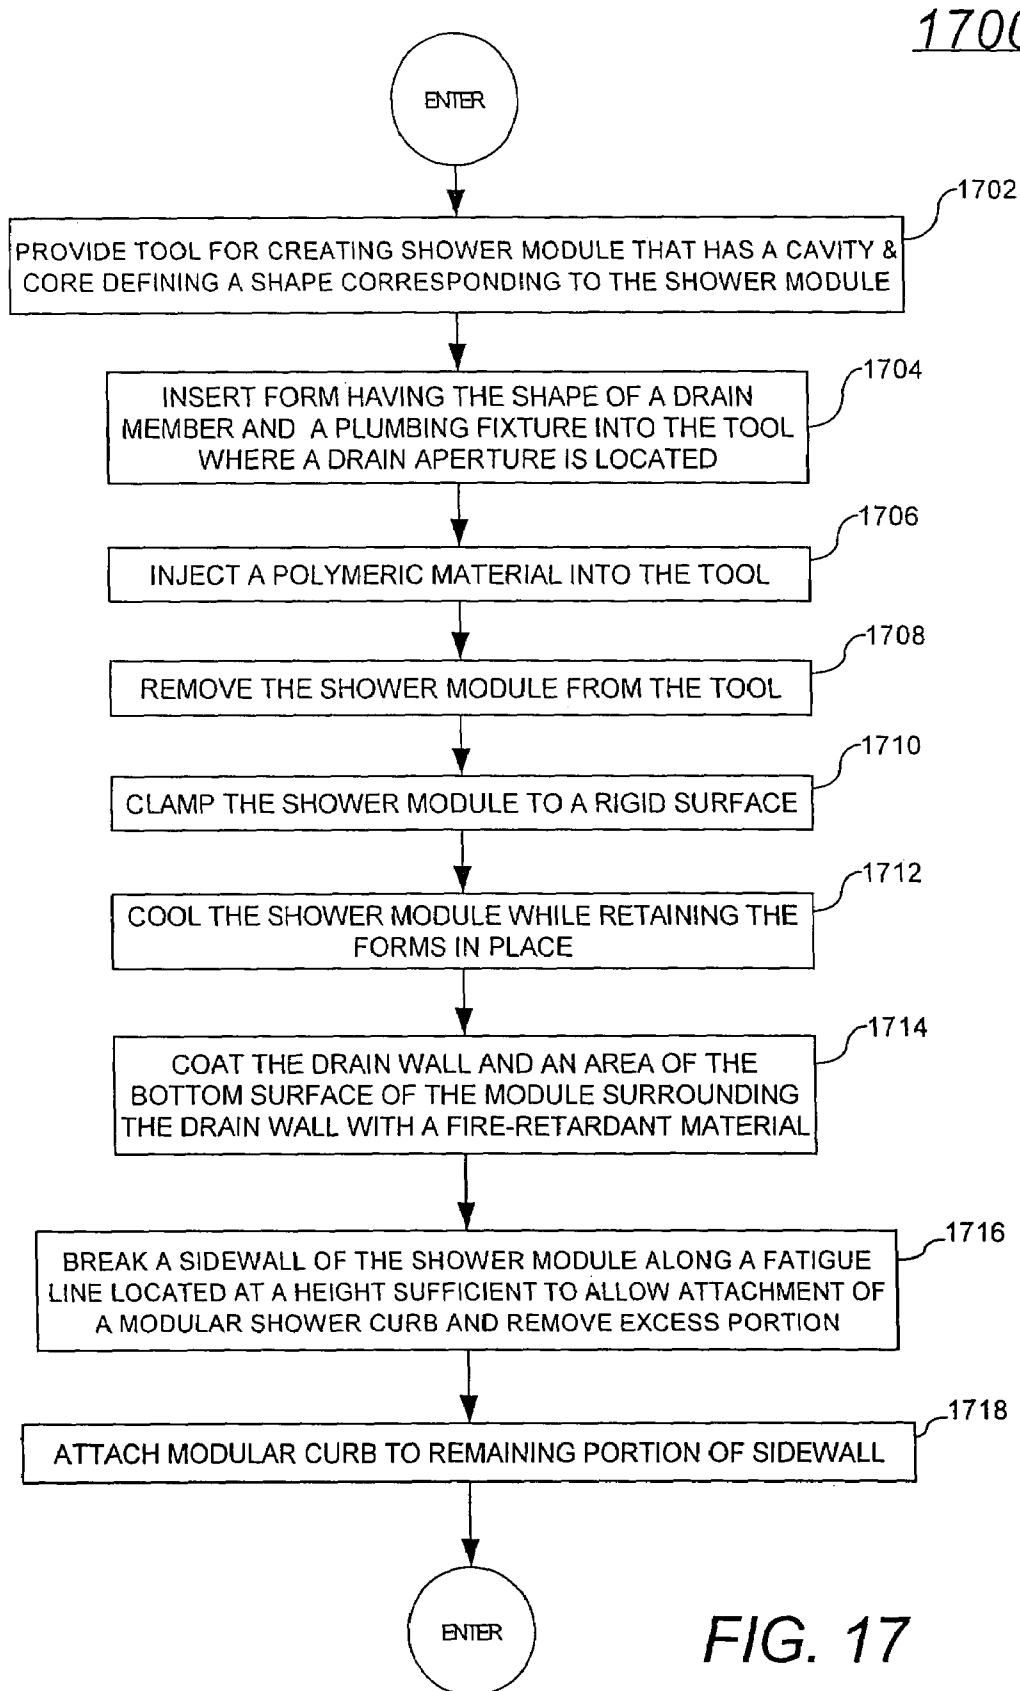 1700
ENTER
1702
PROVIDE TOOL FOR CREATING SHOWER MODULE THAT HAS A CAVITY &
CORE DEFINING A SHAPE CORRESPONDING TO THE SHOWER MODULE
1704
INSERT FORM HAVING THE SHAPE OF A DRAIN
MEMBER AND A PLUMBING FIXTURE INTO THE TOOL
WHERE A DRAIN APERTURE IS LOCATED
1706
INJECT A POLYMERIC MATERIAL INTO THE TOOL
1708
REMOVE THE SHOWER MODULE FROM THE TOOL
1710
CLAMP THE SHOWER MODULE TO A RIGID SURFACE
1712
COOL THE SHOWER MODULE WHILE RETAINING THE
FORMS IN PLACE
1714
COAT THE DRAIN WALL AND AN AREA OF THE
BOTTOM SURFACE OF THE MODULE SURROUNDING
THE DRAIN WALL WITH A FIRE-RETARDANT MATERIAL
1716
BREAK A SIDEWALL OF THE SHOWER MODULE ALONG A FATIGUE
LINE LOCATED AT A HEIGHT SUFFICIENT TO ALLOW ATTACHMENT OF
A MODULAR SHOWER CURB AND REMOVE EXCESS PORTION
1718
ATTACH MODULAR CURB TO REMAINING PORTION OF SIDEWALL
ENTER
FIG. 17